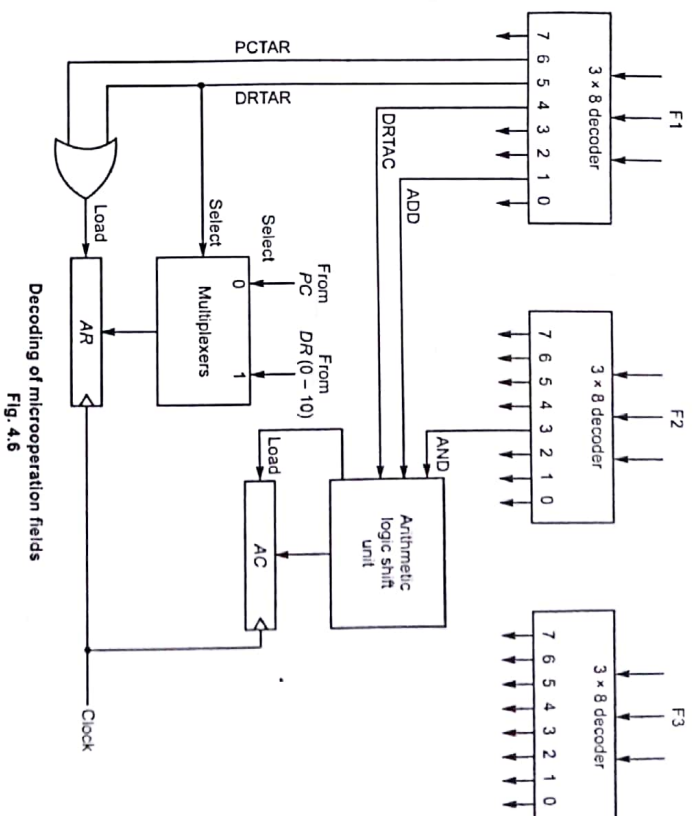 F1
3 × 8 decoder
7 6 5 4 3 2 1 0
F2
3 × 8 decoder
7 6 5 4 3 2 1 0
F3
3 × 8 decoder
7 6 5 4 3 2 1 0
PCTAR
DRTAR
DRTAC
ADD
AND
Arithmetic
logic shift
unit
From
PC
From
DR (0 – 10)
Select
0 1
Select
Multiplexers
Load
Load
AR
AC
Clock
Decoding of microoperation fields
Fig. 4.6